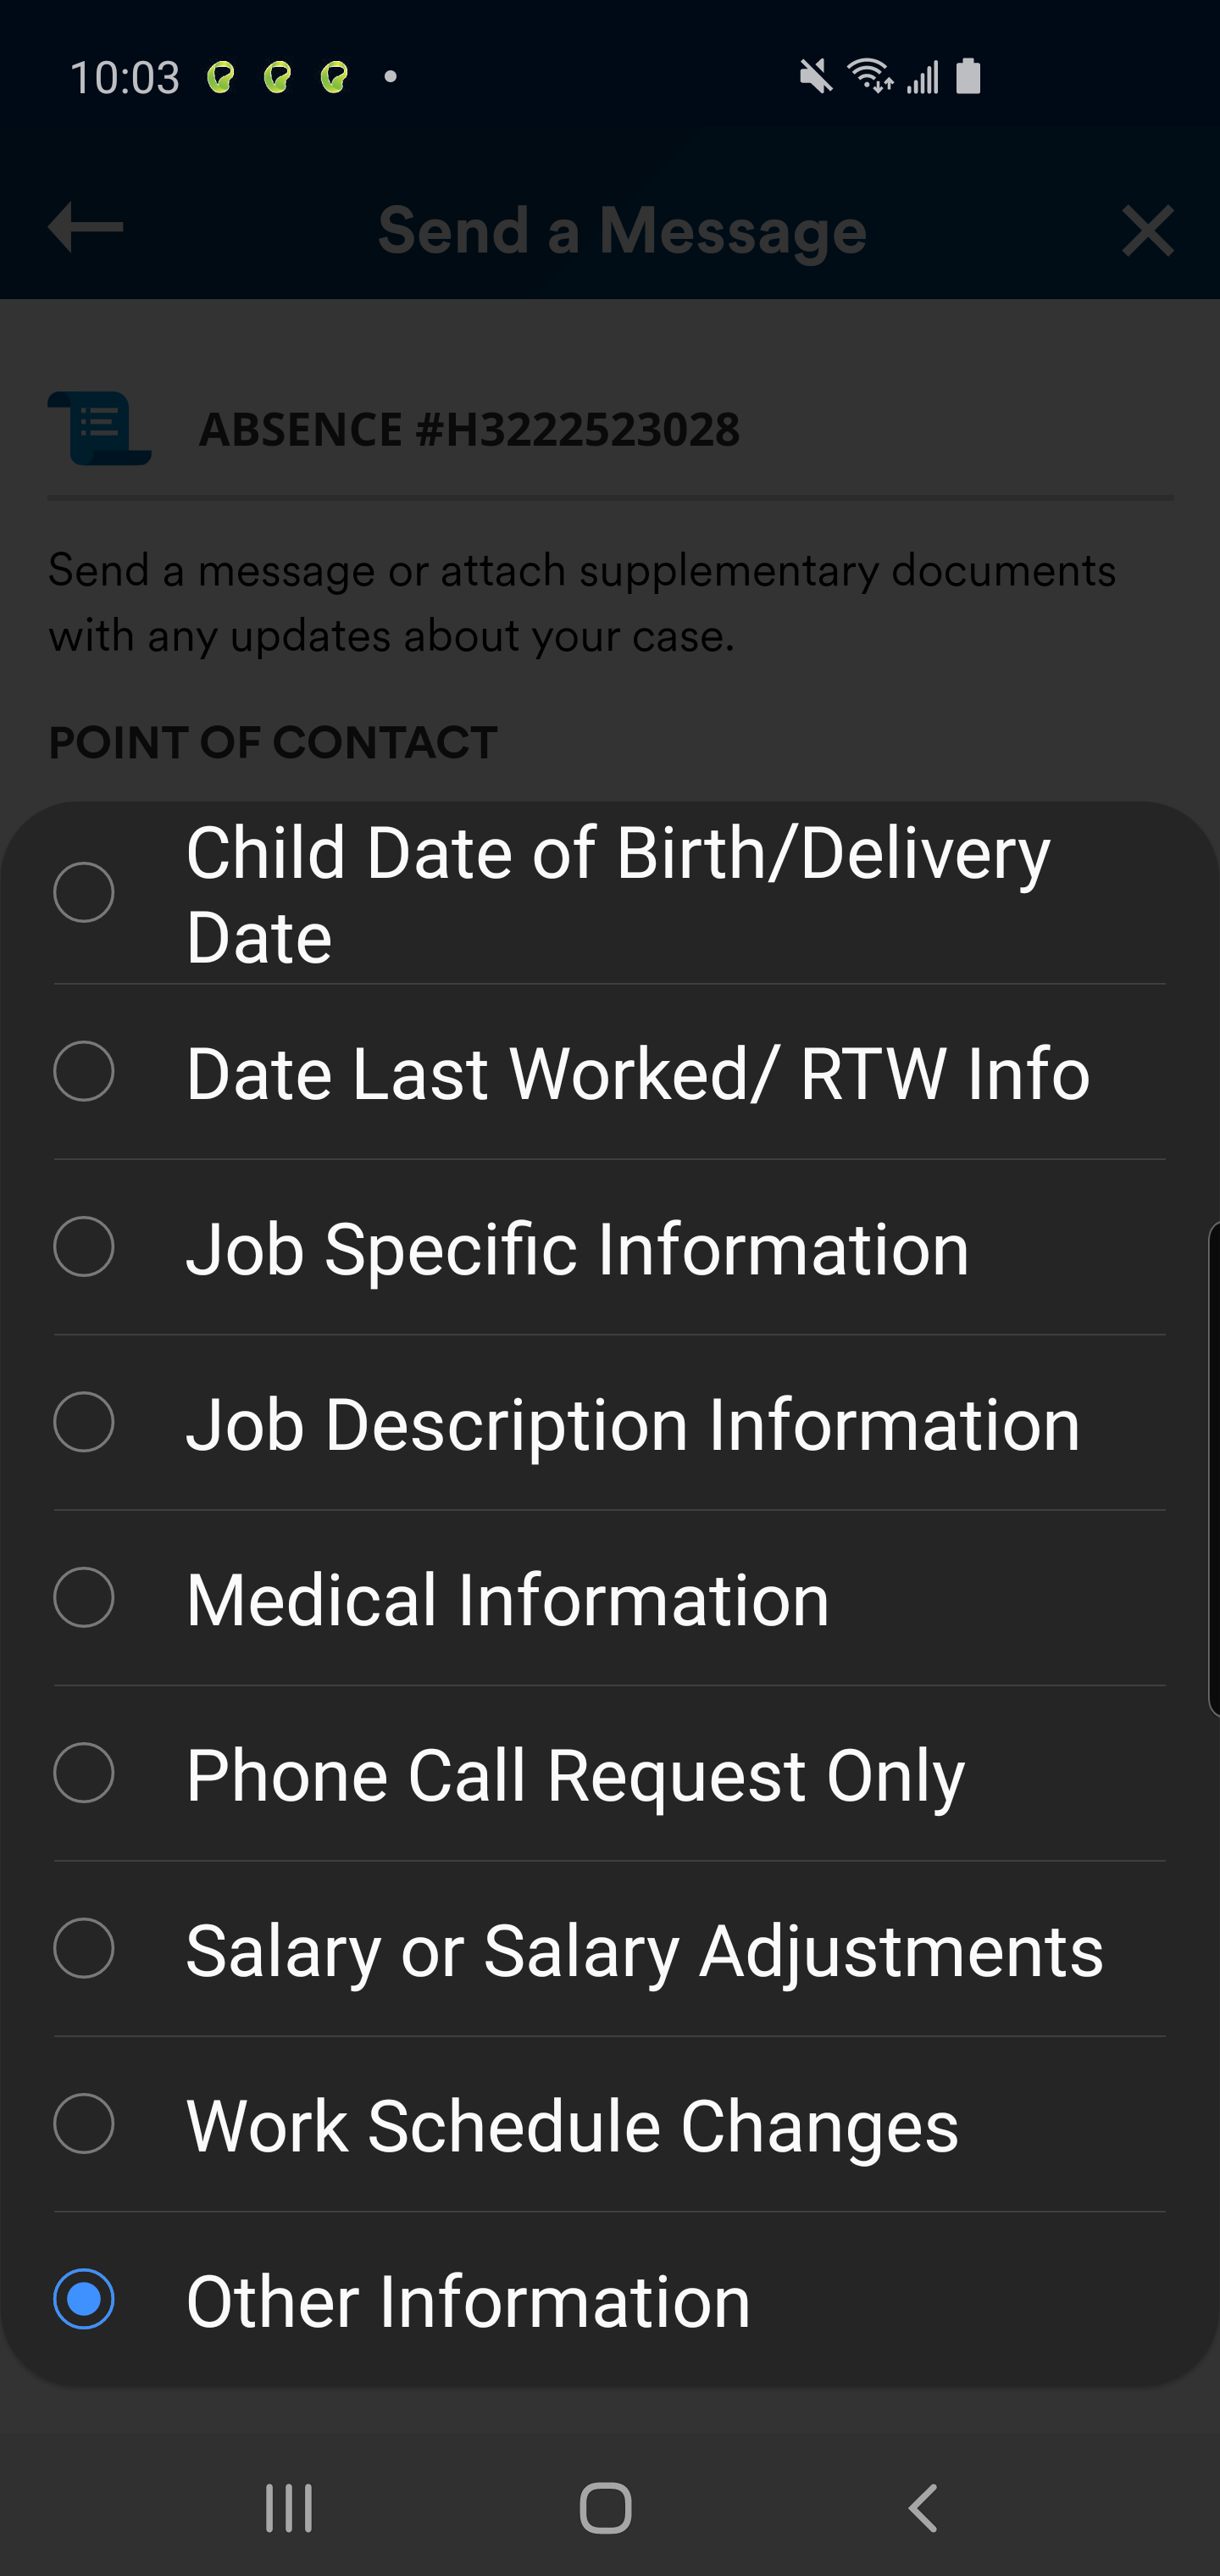 10:03
Send a Message
ABSENCE #H3222523028
Send a message or attach supplementary documents
with any updates about your case.
POINT OF CONTACT
Child Date of Birth/Delivery
Date
Date Last Worked/ RTW Info
Job Specific Information
Job Description Information
Medical Information
Phone Call Request Only
Salary or Salary Adjustments
Work Schedule Changes
Other Information